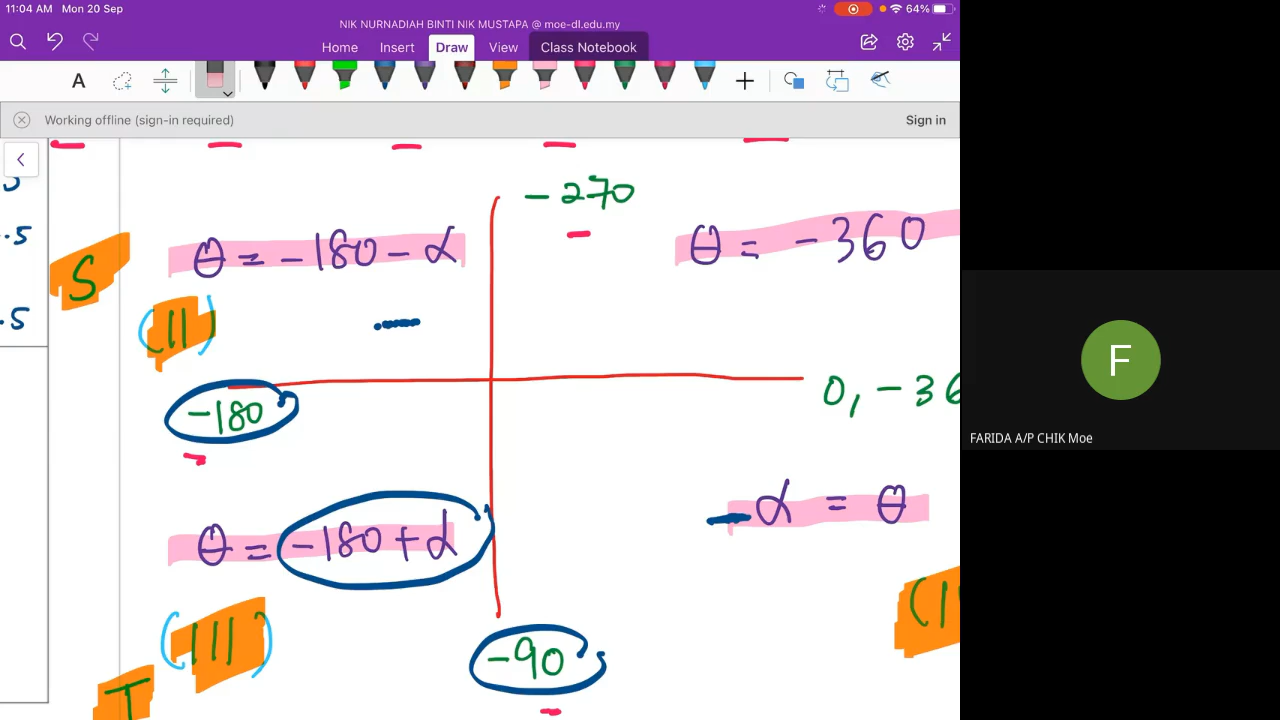 11:04 AM Mon 20 Sep
64%
NIK NURNADIAH BINTI NIK MUSTAPA @ moe-dl.edu.my
Home Insert Draw View Class Notebook
A
Working offline (sign-in required) Sign in
-270
θ = -180 - α
θ = -360
.5
S
(II)
.5
-180
0, -36
α = θ
θ = -180 + α
(III)
-90
T
F
FARIDA A/P CHIK Moe